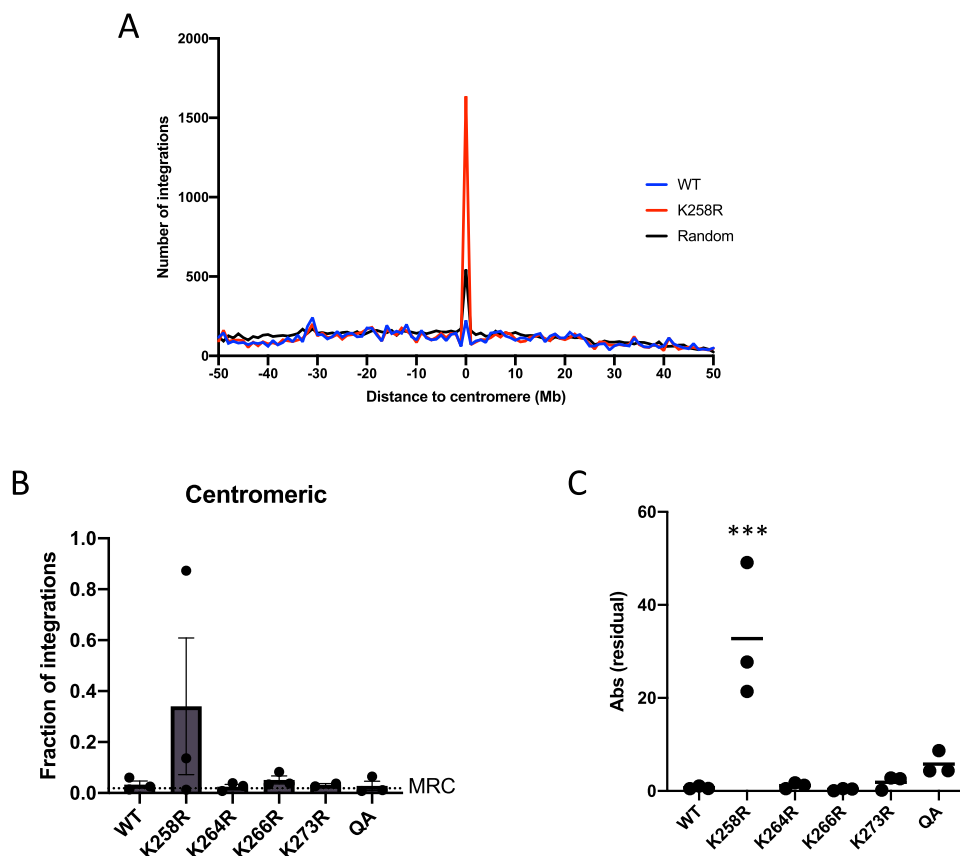 A
2000
1500
1000
500
0
Number of integrations
-50 -40 -30 -20 -10 0 10 20 30 40 50
Distance to centromere (Mb)
WT
K258R
Random
B
Centromeric
1.0
0.8
0.6
0.4
0.2
0.0
Fraction of integrations
MRC
WT K258R K264R K266R K273R QA
C
60
40
20
0
Abs (residual)
***
WT K258R K264R K266R K273R QA